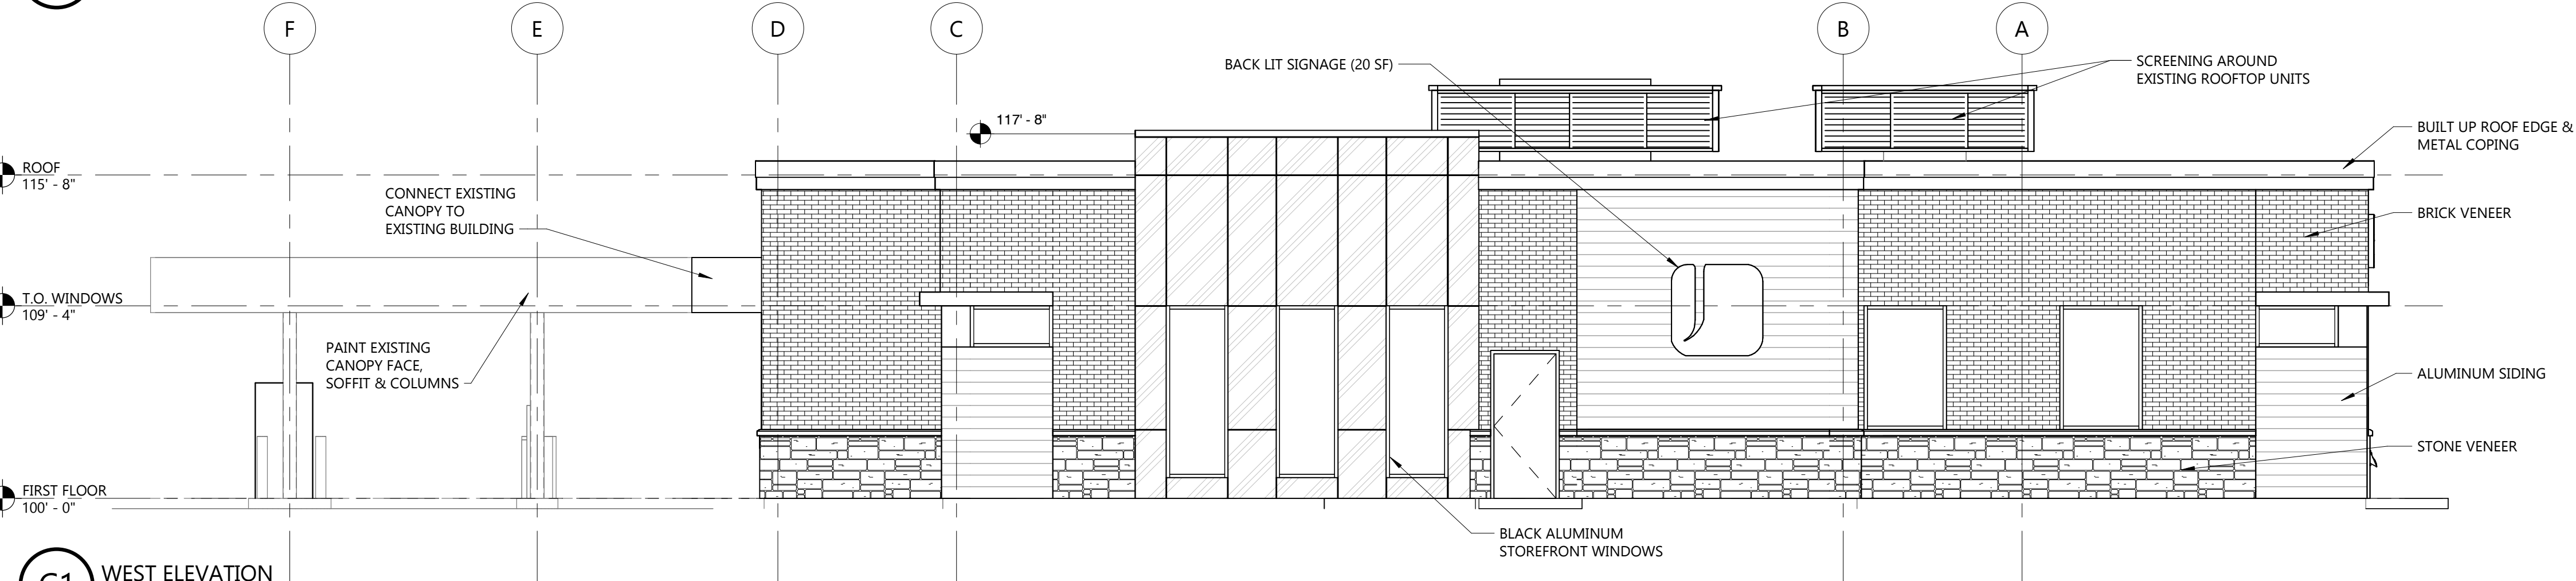 F
E
D
C
B
A
BACK LIT SIGNAGE (20 SF)
SCREENING AROUND
EXISTING ROOFTOP UNITS
117' - 8"
BUILT UP ROOF EDGE &
METAL COPING
ROOF
115' - 8"
CONNECT EXISTING
CANOPY TO
EXISTING BUILDING
BRICK VENEER
T.O. WINDOWS
109' - 4"
PAINT EXISTING
CANOPY FACE,
SOFFIT & COLUMNS
ALUMINUM SIDING
STONE VENEER
FIRST FLOOR
100' - 0"
BLACK ALUMINUM
STOREFRONT WINDOWS
WEST ELEVATION